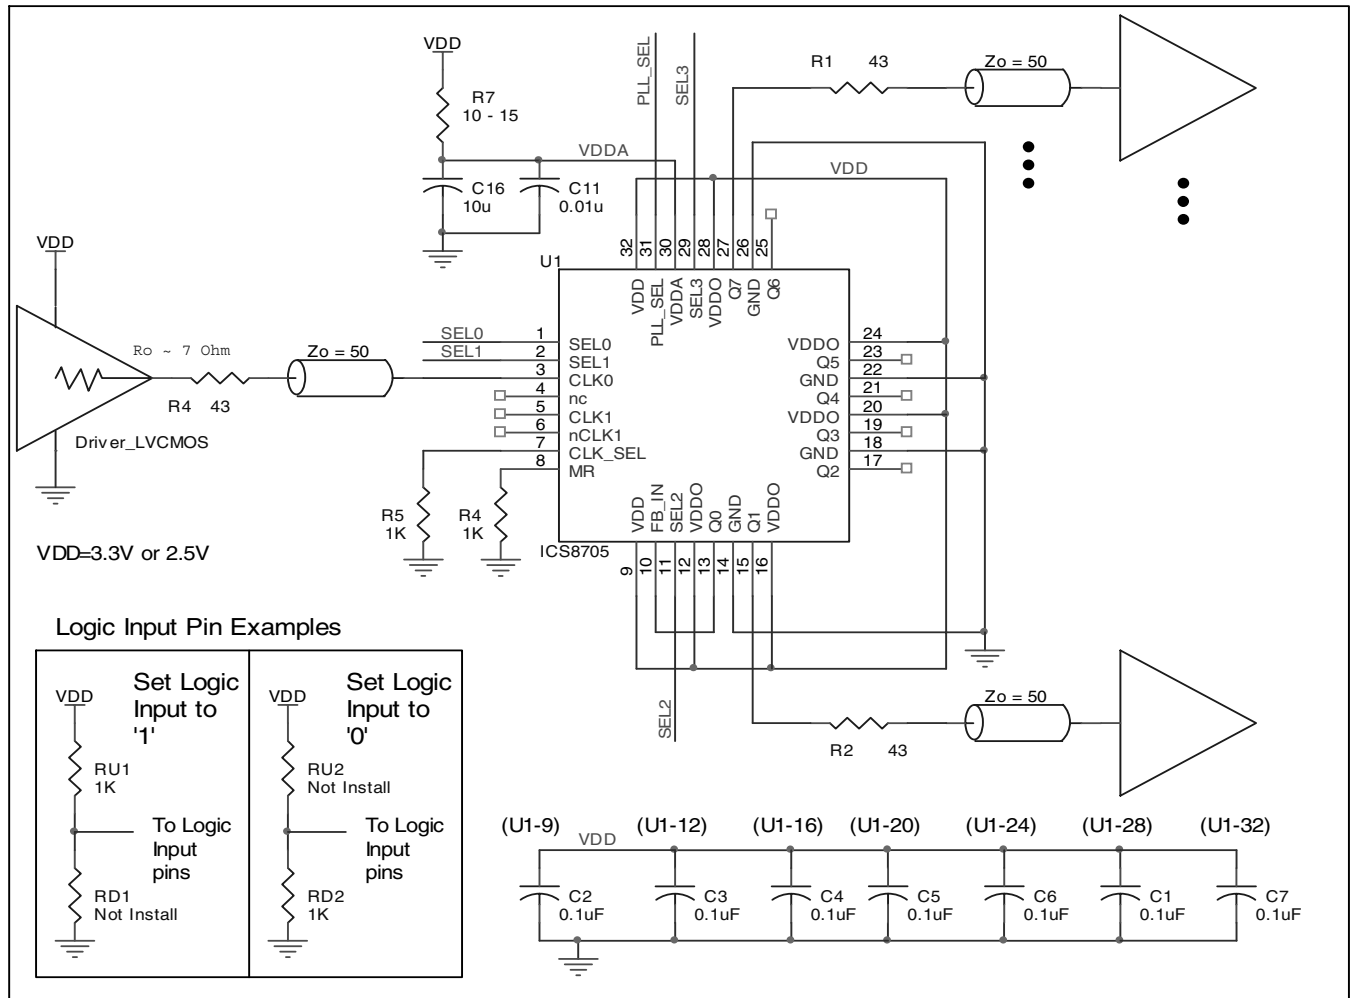 VDD
R7
10 - 15
VDDA
C16
10u
C11
0.01u
PLL_SEL
SEL3
VDD
R1 43
Zo = 50
VDD
Ro ~ 7 Ohm
R4 43
Driver_LVCMOS
Zo = 50
SEL0
SEL1
U1
32
31
30
29
28
27
26
25
VDD
PLL_SEL
VDDA
SEL3
VDDO
Q7
GND
Q6
1 SEL0
2 SEL1
3 CLK0
4 nc
5 CLK1
6 nCLK1
7 CLK_SEL
8 MR
VDDO 24
Q5 23
GND 22
Q4 21
VDDO 20
Q3 19
GND 18
Q2 17
VDD
FB_IN
SEL2
VDDO
Q0
GND
Q1
VDDO
9
10
11
12
13
14
15
16
ICS8705
R5
1K
R4
1K
SEL2
R2 43
Zo = 50
VDD=3.3V or 2.5V
Logic Input Pin Examples
VDD
Set Logic
Input to
'1'
RU1
1K
To Logic
Input
pins
RD1
Not Install
VDD
Set Logic
Input to
'0'
RU2
Not Install
To Logic
Input
pins
RD2
1K
(U1-9) (U1-12) (U1-16) (U1-20) (U1-24) (U1-28) (U1-32)
VDD
C2
0.1uF
C3
0.1uF
C4
0.1uF
C5
0.1uF
C6
0.1uF
C1
0.1uF
C7
0.1uF